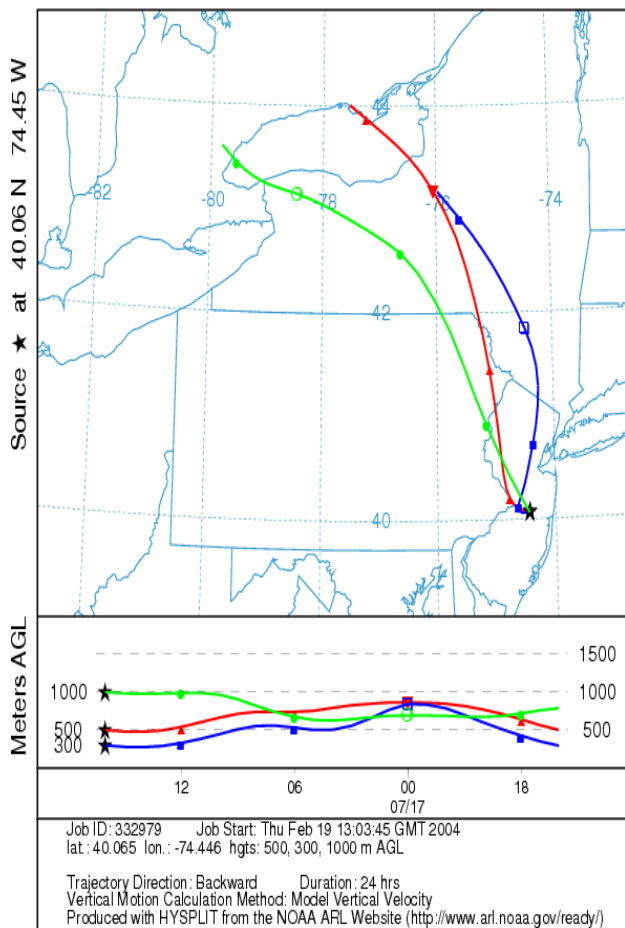 Source ★ at 40.06 N 74.45 W
44
-82
-80
-78
-76
-74
42
40
Meters AGL
1500
1000
1000
500
500
300
12 06 00 18
07/17
Job ID: 332979 Job Start: Thu Feb 19 13:03:45 GMT 2004
lat.: 40.065 lon.: -74.446 hgts: 500, 300, 1000 m AGL
Trajectory Direction: Backward Duration: 24 hrs
Vertical Motion Calculation Method: Model Vertical Velocity
Produced with HYSPLIT from the NOAA ARL Website (http://www.arl.noaa.gov/ready/)